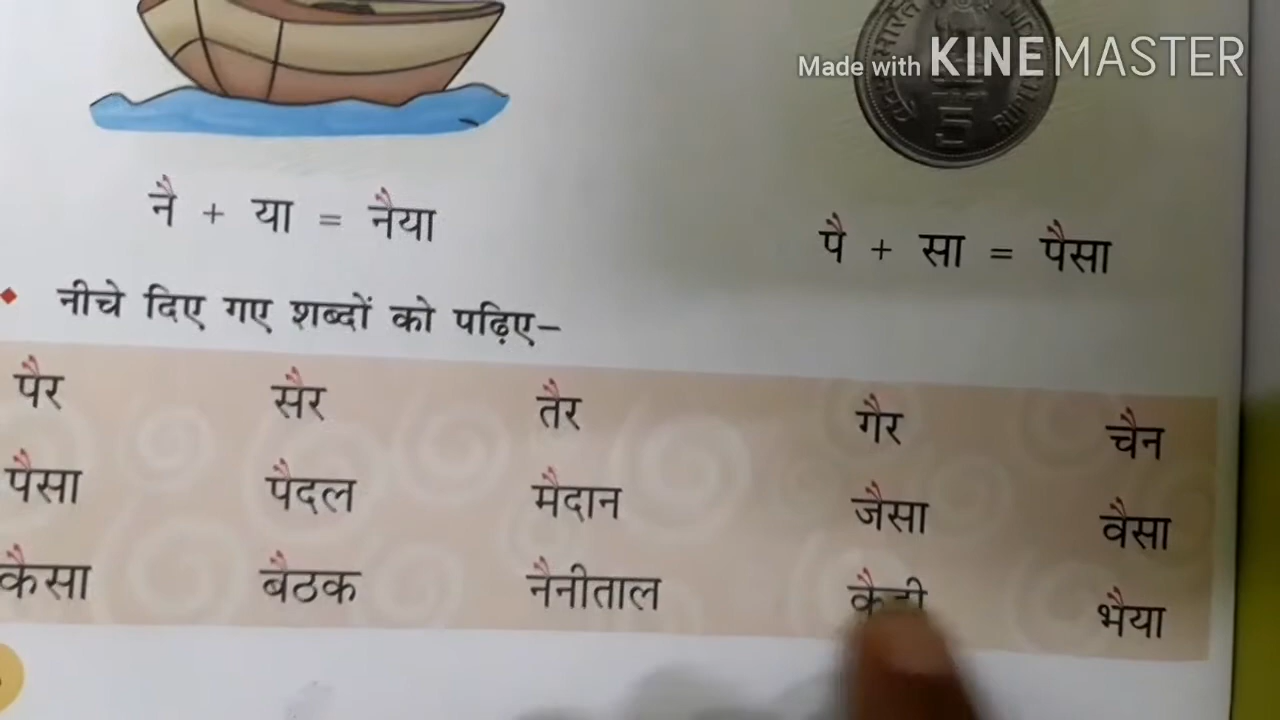 Made with KINEMASTER
नै + या = नैया
पै + सा = पैसा
नीचे दिए गए शब्दों को पढ़िए–
पैर सैर तैर गैर चैन
पैसा पैदल मैदान जैसा वैसा
कैसा बैठक नैनीताल भैया